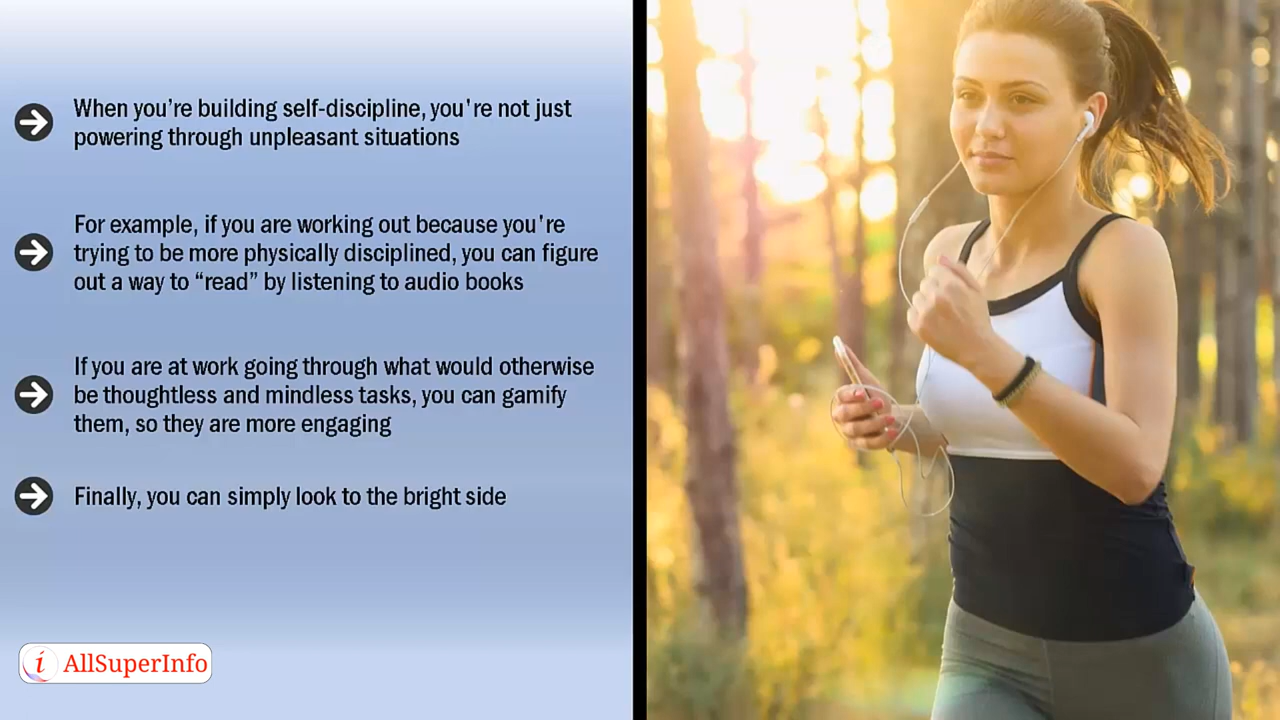 When you’re building self-discipline, you're not just
powering through unpleasant situations
For example, if you are working out because you're
trying to be more physically disciplined, you can figure
out a way to “read” by listening to audio books
If you are at work going through what would otherwise
be thoughtless and mindless tasks, you can gamify
them, so they are more engaging
Finally, you can simply look to the bright side
i AllSuperInfo